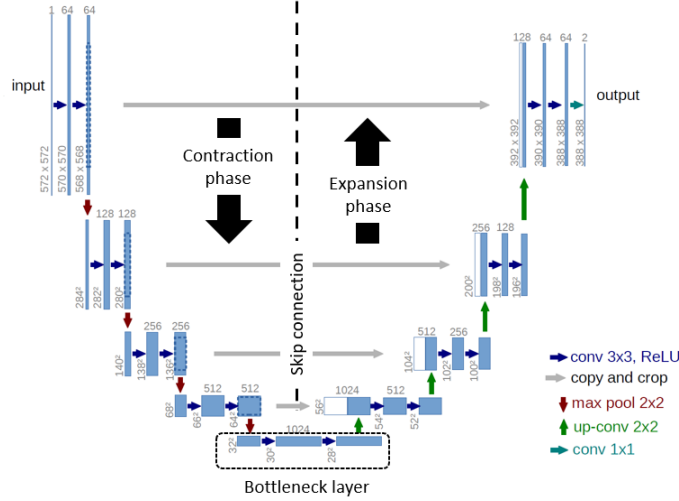 1 64 64
128 64 64 2
input
output
572 x 572
570 x 570
568 x 568
392 x 392
390 x 390
388 x 388
388 x 388
Contraction
phase
Expansion
phase
128 128
256 128
284²
282²
280²
200²
198²
196²
Skip connection
256 256
512 256
140²
138²
136²
104²
102²
100²
512 512
1024 512
68²
66²
64²
56²
54²
52²
1024
32²
30²
28²
Bottleneck layer
conv 3x3, ReLU
copy and crop
max pool 2x2
up-conv 2x2
conv 1x1